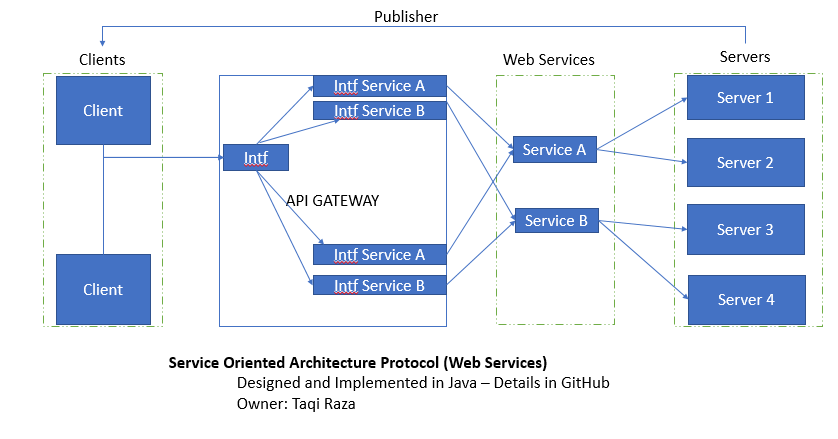 Publisher
Clients
Web Services
Servers
Client
Intf Service A
Intf Service B
Server 1
Intf
Service A
Server 2
API GATEWAY
Service B
Server 3
Intf Service A
Client
Intf Service B
Server 4
Service Oriented Architecture Protocol (Web Services)
Designed and Implemented in Java – Details in GitHub
Owner: Taqi Raza